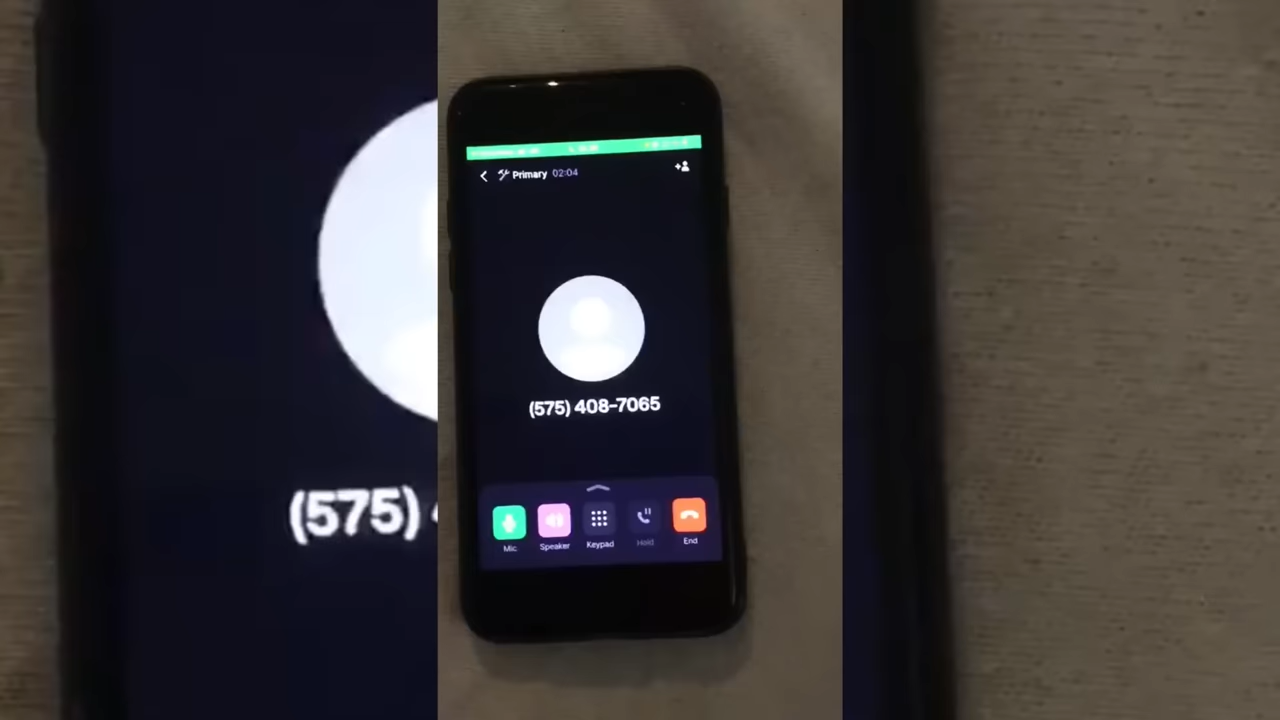 Primary 02:04
(575) 408-7065
Mic Speaker Keypad Hold End
(575)